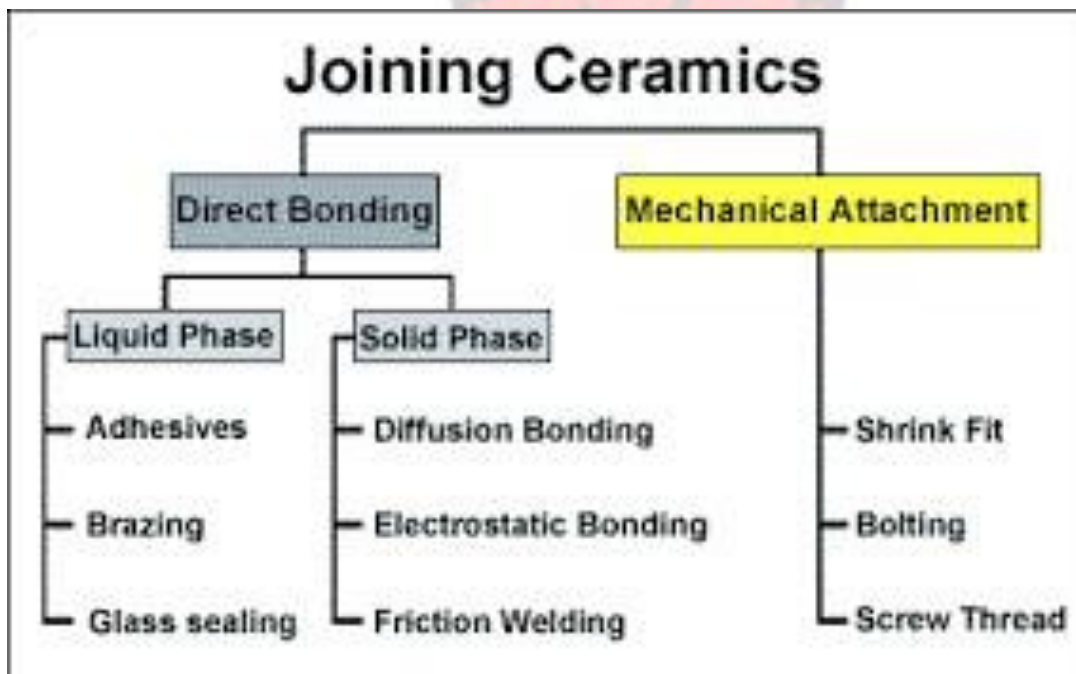 Joining Ceramics
Direct Bonding
Mechanical Attachment
Liquid Phase
Solid Phase
Adhesives
Diffusion Bonding
Shrink Fit
Brazing
Electrostatic Bonding
Bolting
Glass sealing
Friction Welding
Screw Thread